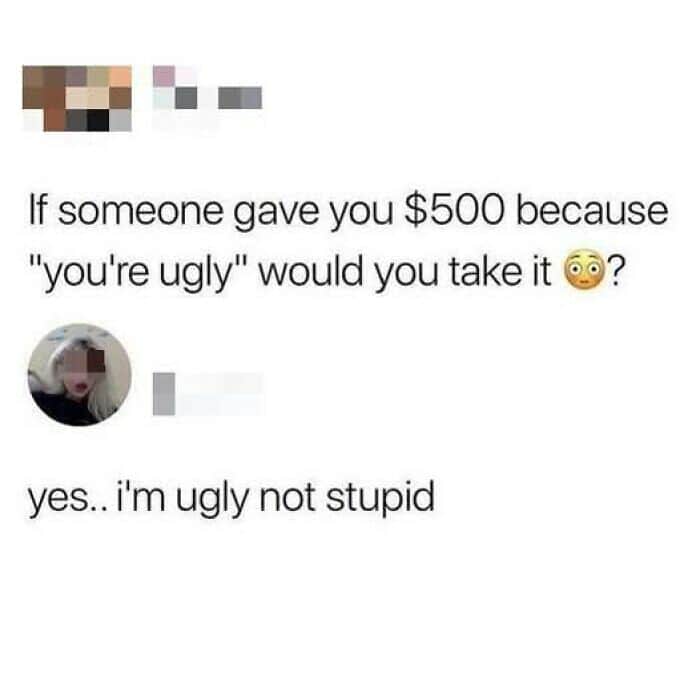 If someone gave you $500 because
"you're ugly" would you take it 😳?
yes.. i'm ugly not stupid